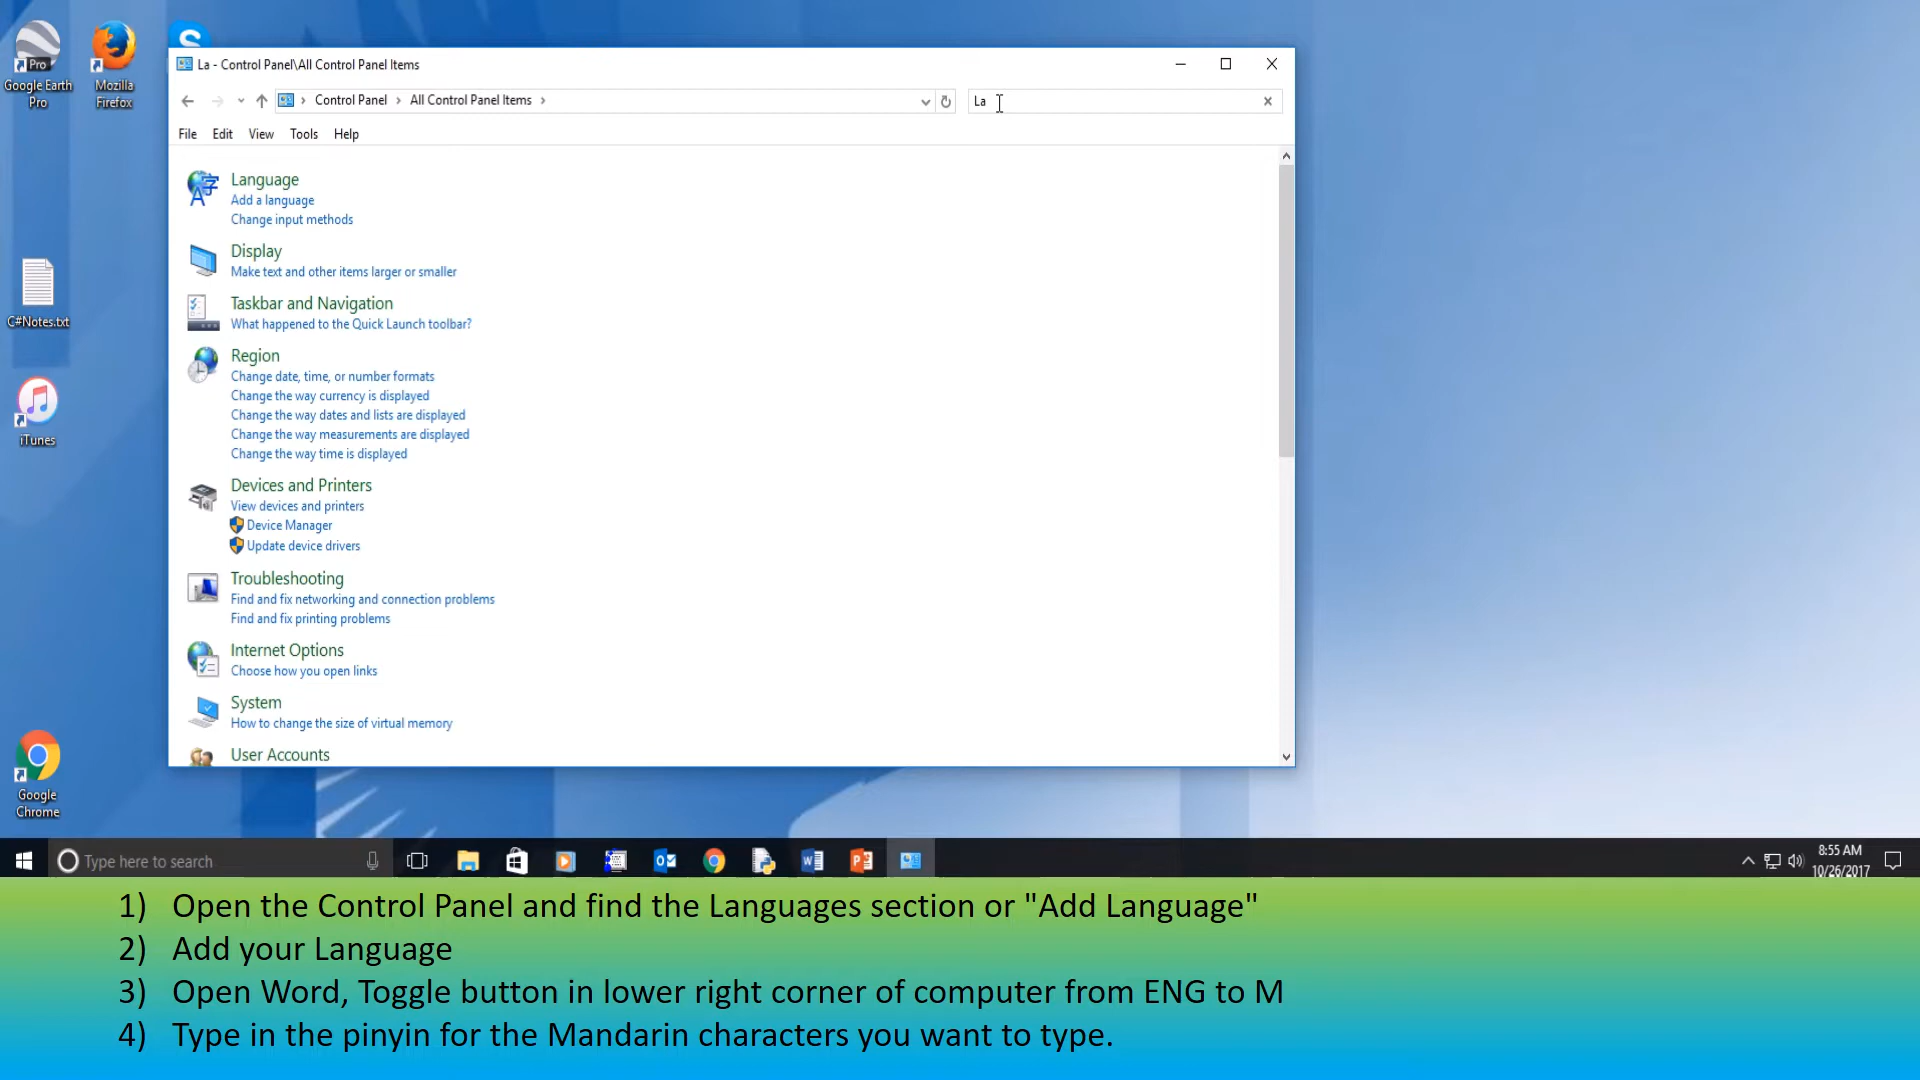 Google Earth
Pro
Pro
Mozilla
Firefox
S
La - Control Panel\All Control Panel Items
Control Panel > All Control Panel Items >
La
File Edit View Tools Help
Language
Add a language
Change input methods
Display
Make text and other items larger or smaller
Taskbar and Navigation
What happened to the Quick Launch toolbar?
Region
Change date, time, or number formats
Change the way currency is displayed
Change the way dates and lists are displayed
Change the way measurements are displayed
Change the way time is displayed
Devices and Printers
View devices and printers
Device Manager
Update device drivers
Troubleshooting
Find and fix networking and connection problems
Find and fix printing problems
Internet Options
Choose how you open links
System
How to change the size of virtual memory
User Accounts
C#Notes.txt
iTunes
Google
Chrome
Type here to search
8:55 AM
10/26/2017
1) Open the Control Panel and find the Languages section or "Add Language"
2) Add your Language
3) Open Word, Toggle button in lower right corner of computer from ENG to M
4) Type in the pinyin for the Mandarin characters you want to type.